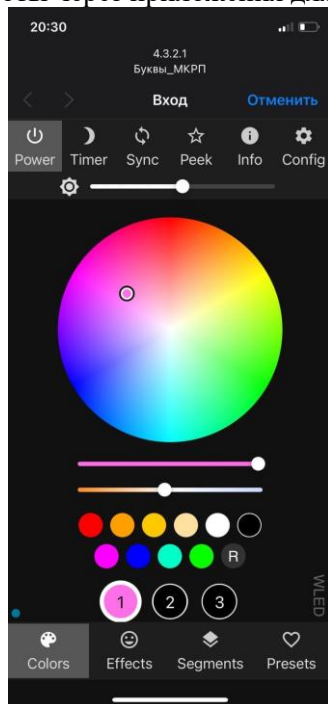 20:30
4.3.2.1
Буквы_МКРП
Вход
Отменить
Power Timer Sync Peek Info Config
R
1 2 3
WLED
Colors Effects Segments Presets